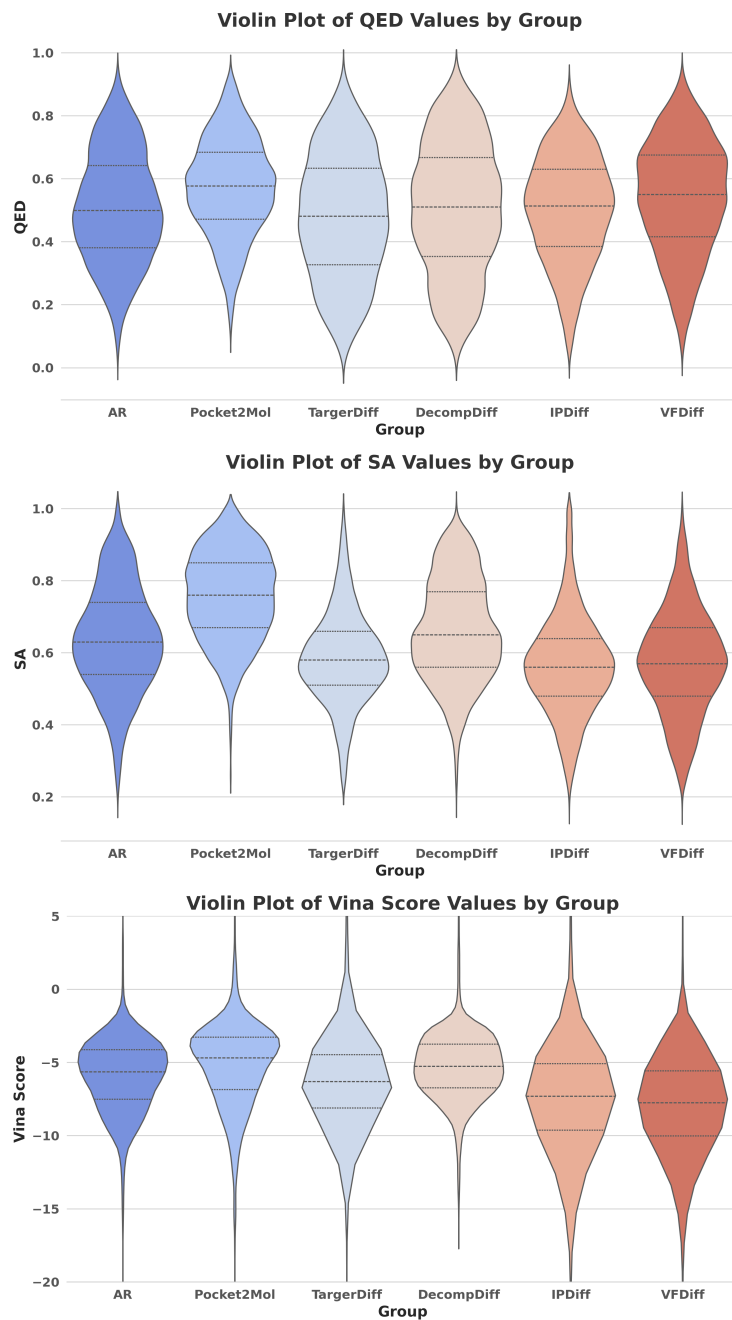 Violin Plot of QED Values by Group
1.0
0.8
0.6
0.4
0.2
0.0
QED
AR Pocket2Mol TargerDiff DecompDiff IPDiff VFDiff
Group
Violin Plot of SA Values by Group
1.0
0.8
0.6
0.4
0.2
SA
AR Pocket2Mol TargerDiff DecompDiff IPDiff VFDiff
Group
Violin Plot of Vina Score Values by Group
5
0
−5
−10
−15
−20
Vina Score
AR Pocket2Mol TargerDiff DecompDiff IPDiff VFDiff
Group